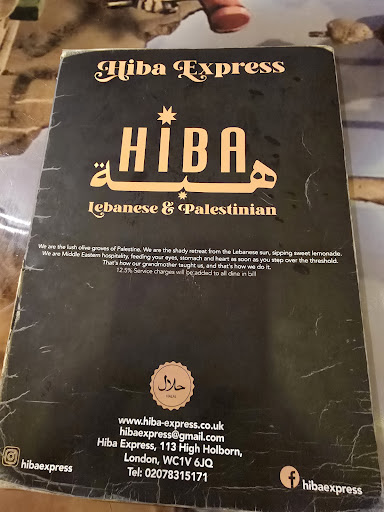 Hiba Express
HiBA
هبة
Lebanese & Palestinian
We are the lush olive groves of Palestine, We are the shady retreat from the Lebanese sun, sipping sweet lemonade.
We are Middle Eastern hospitality, feeding your eyes, stomach and heart as soon as you step over the threshold.
That's how our grandmother taught us, and that's how we do it.
12.5% Service charges will be added to all dine in bill
حلال
HALAL
www.hiba-express.co.uk
hibaexpress@gmail.com
Hiba Express, 113 High Holborn,
London, WC1V 6JQ
Tel: 02078315171
hibaexpress
hibaexpress